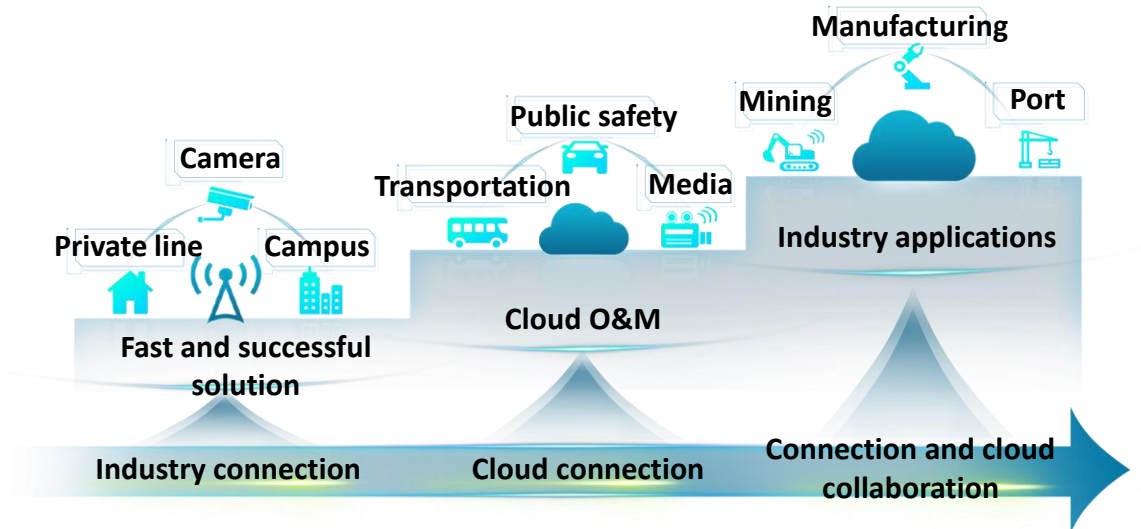 Camera
Private line
Campus
Fast and successful
solution
Industry connection
Public safety
Transportation
Media
Cloud O&M
Cloud connection
Manufacturing
Mining
Port
Industry applications
Connection and cloud
collaboration